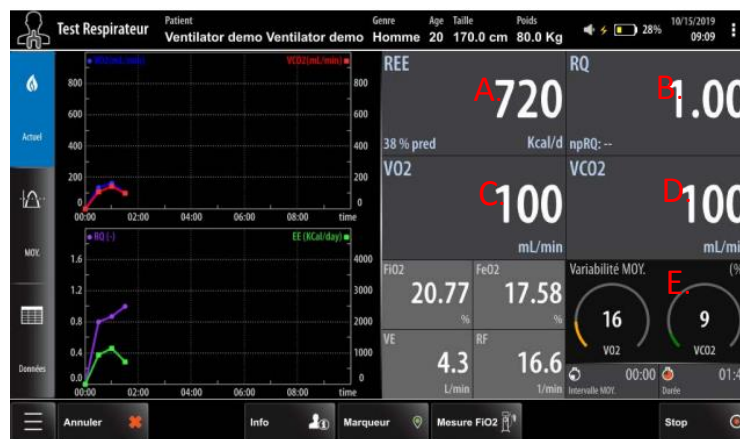 Test Respirateur
Patient
Ventilator demo Ventilator demo
Genre
Homme
Age
20
Taille
170.0 cm
Poids
80.0 Kg
28%
10/15/2019
09:09
Actuel
MOY.
Données
VO2(mL/min)
VCO2(mL/min)
800 800
600 600
400 400
200 200
0 0
00:00 02:00 04:00 06:00 08:00 time
RQ (-)
EE (KCal/day)
1.6 4000
1.2 3000
0.8 2000
0.4 1000
0.0 0
00:00 02:00 04:00 06:00 08:00 time
REE
A. 720
38 % pred Kcal/d
RQ
B. 1.00
npRQ: --
VO2
C. 100
mL/min
VCO2
D. 100
mL/min
FiO2
20.77
%
FeO2
17.58
%
VE
4.3
L/min
RF
16.6
1/min
Variabilité MOY. (%
E.
16
VO2
9
VCO2
00:00
Intervalle MOY.
01:4
Durée
Annuler
Info
Marqueur
Mesure FiO2
Stop